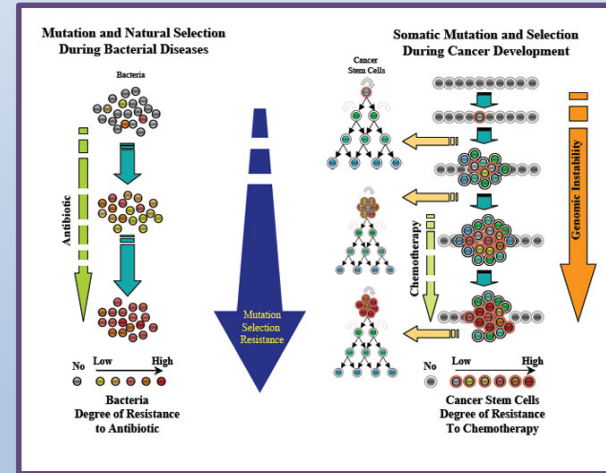 Mutation and Natural Selection
During Bacterial Diseases
Bacteria
Antibiotic
No
Low
High
Bacteria
Degree of Resistance
to Antibiotic
Mutation
Selection
Resistance
Somatic Mutation and Selection
During Cancer Development
Cancer
Stem Cells
Chemotherapy
Genomic Instability
No
Low
High
Cancer Stem Cells
Degree of Resistance
To Chemotherapy